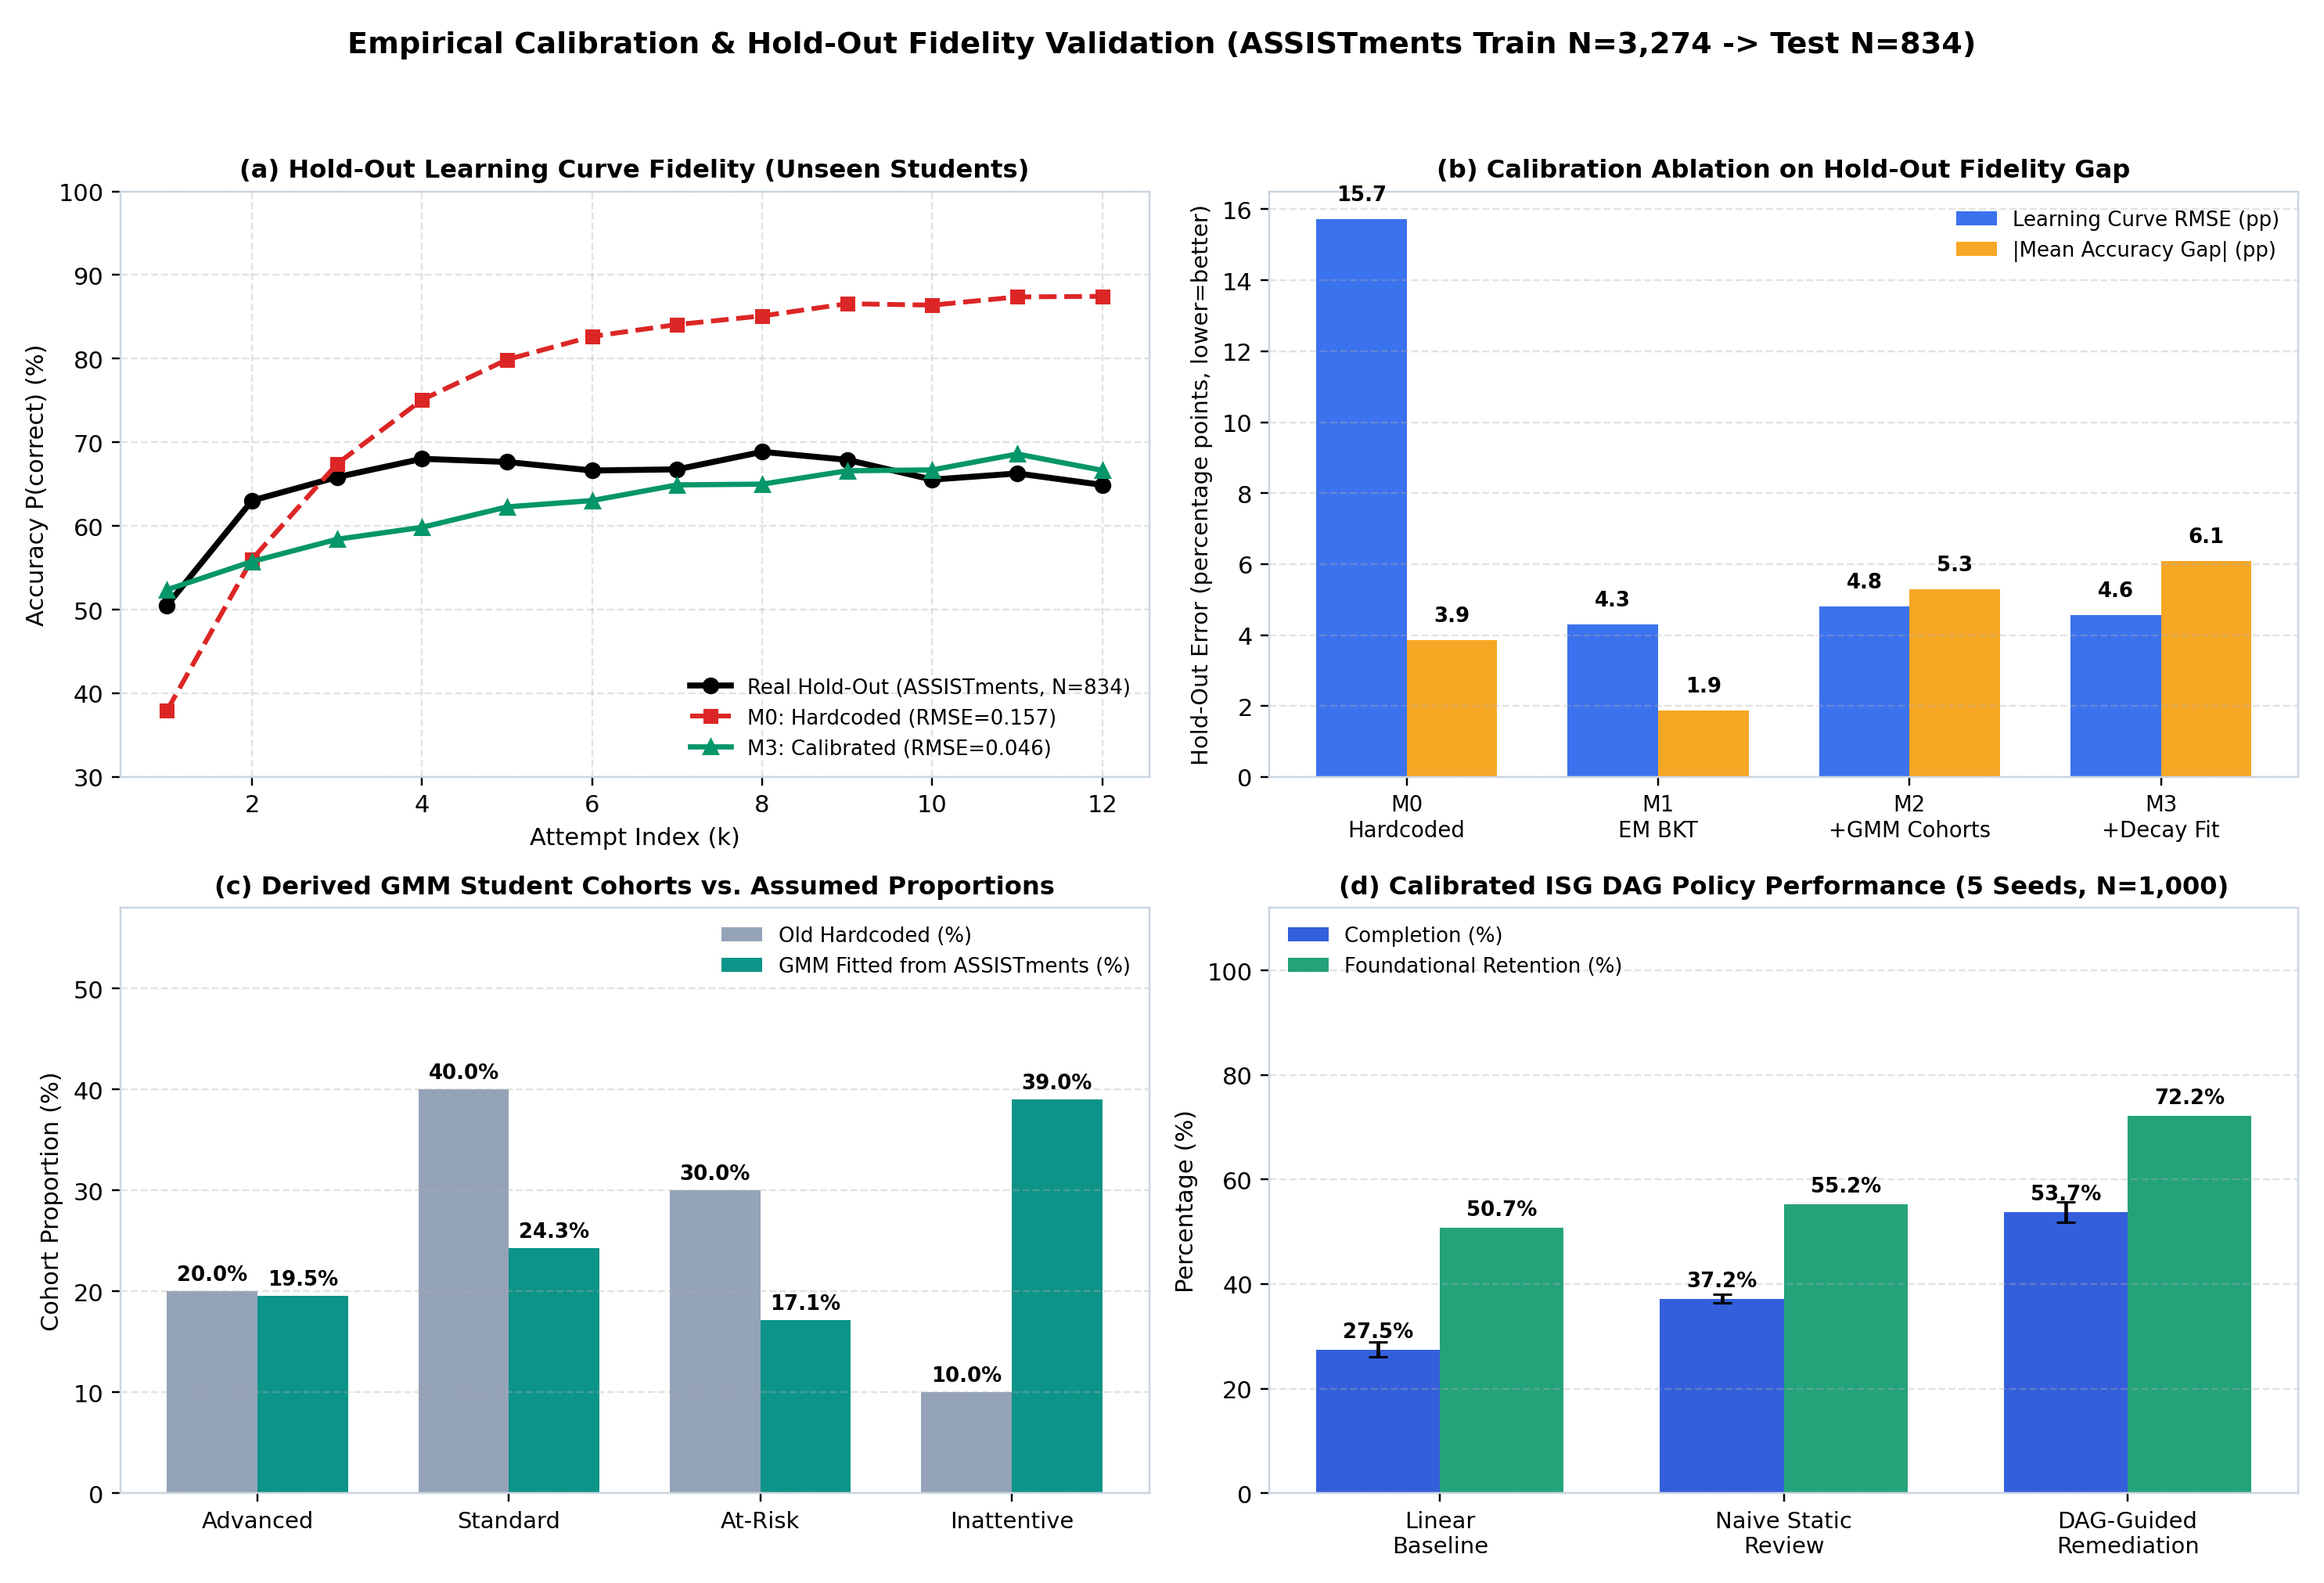 Empirical Calibration & Hold-Out Fidelity Validation (ASSISTments Train N=3,274 -> Test N=834)
(a) Hold-Out Learning Curve Fidelity (Unseen Students)
Accuracy P(correct) (%)
100
90
80
70
60
50
40
30
Real Hold-Out (ASSISTments, N=834)
M0: Hardcoded (RMSE=0.157)
M3: Calibrated (RMSE=0.046)
2
4
6
8
10
12
Attempt Index (k)
(b) Calibration Ablation on Hold-Out Fidelity Gap
Hold-Out Error (percentage points, lower=better)
16
14
12
10
8
6
4
2
0
Learning Curve RMSE (pp)
|Mean Accuracy Gap| (pp)
15.7
3.9
4.3
1.9
4.8
5.3
4.6
6.1
M0
Hardcoded
M1
EM BKT
M2
+GMM Cohorts
M3
+Decay Fit
(c) Derived GMM Student Cohorts vs. Assumed Proportions
Cohort Proportion (%)
50
40
30
20
10
0
Old Hardcoded (%)
GMM Fitted from ASSISTments (%)
20.0%
19.5%
40.0%
24.3%
30.0%
17.1%
10.0%
39.0%
Advanced
Standard
At-Risk
Inattentive
(d) Calibrated ISG DAG Policy Performance (5 Seeds, N=1,000)
Percentage (%)
100
80
60
40
20
0
Completion (%)
Foundational Retention (%)
27.5%
50.7%
37.2%
55.2%
53.7%
72.2%
Linear
Baseline
Naive Static
Review
DAG-Guided
Remediation